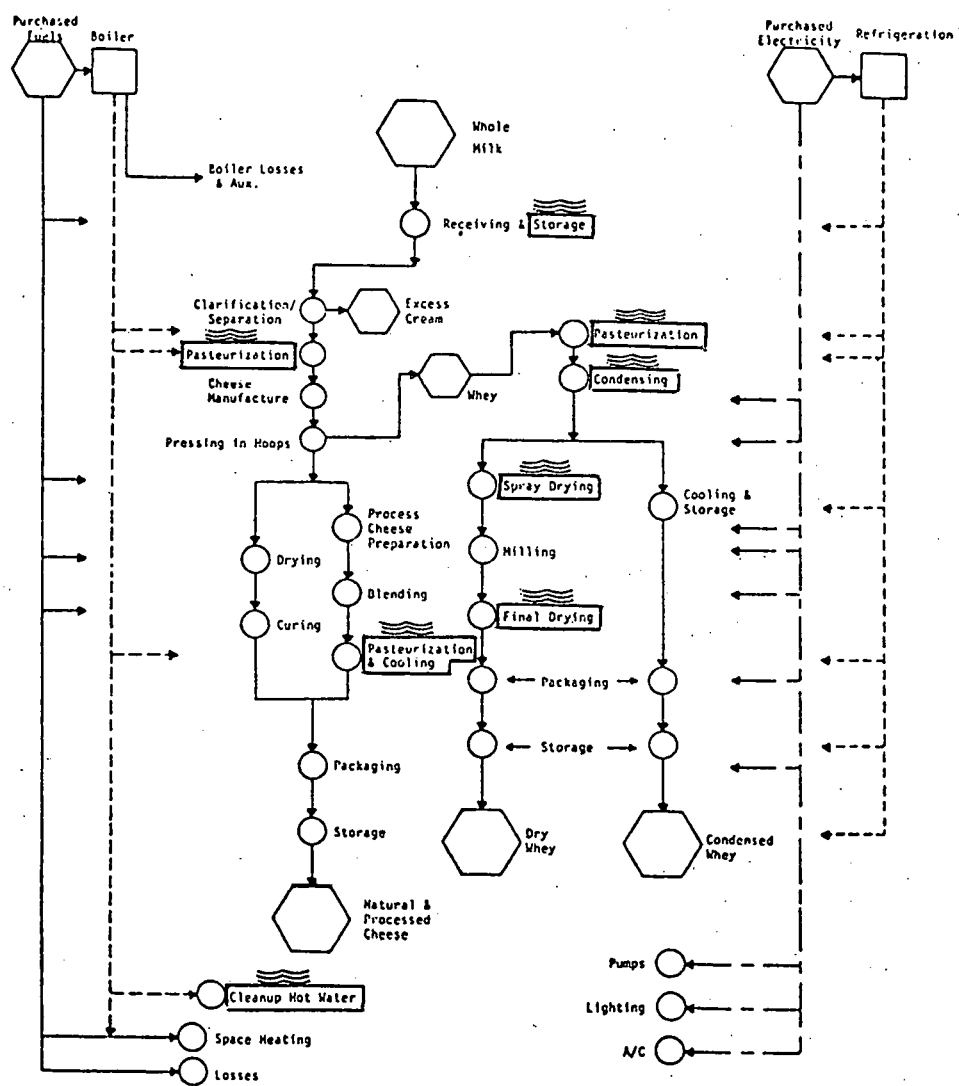 Purchased
Fuels
Boiler
Purchased
Electricity
Refrigeration
Whole
Milk
Boiler Losses
& Aux.
Receiving & Storage
Clarification/
Separation
Excess
Cream
Pasteurization
Pasteurization
Cheese
Manufacture
Whey
Condensing
Pressing in Hoops
Spray Drying
Cooling &
Storage
Process
Cheese
Preparation
Drying
Milling
Blending
Final Drying
Curing
Pasteurization
& Cooling
Packaging
Storage
Packaging
Storage
Dry
Whey
Condensed
Whey
Natural &
Processed
Cheese
Pumps
Cleanup Hot Water
Lighting
Space Heating
A/C
Losses